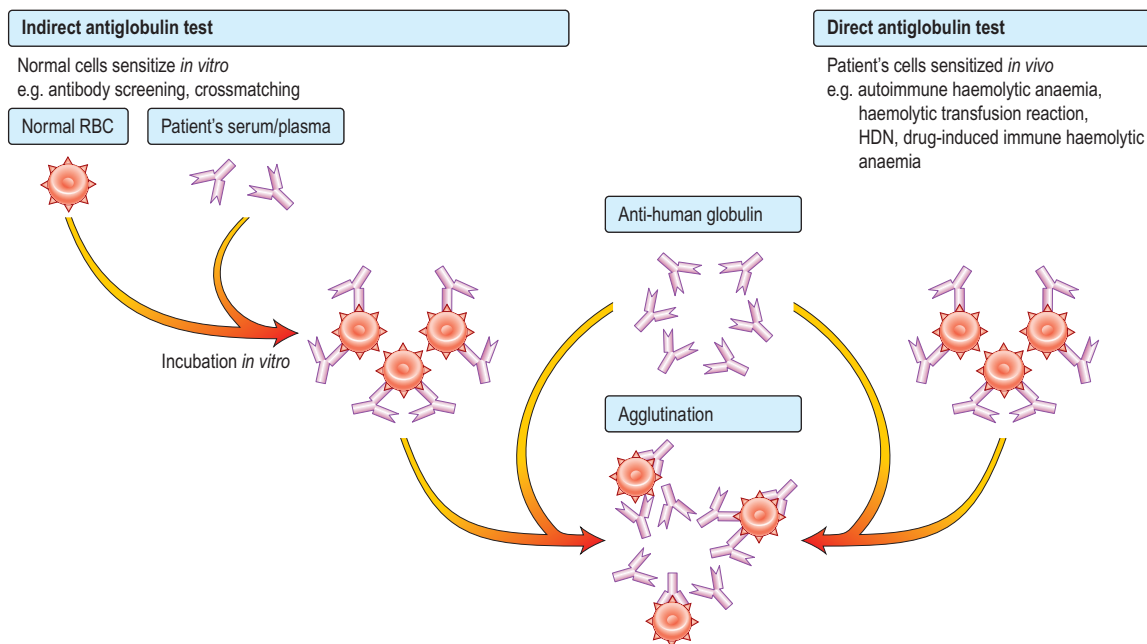 Indirect antiglobulin test
Normal cells sensitize in vitro
e.g. antibody screening, crossmatching
Normal RBC
Patient's serum/plasma
Incubation in vitro
Anti-human globulin
Agglutination
Direct antiglobulin test
Patient's cells sensitized in vivo
e.g. autoimmune haemolytic anaemia,
haemolytic transfusion reaction,
HDN, drug-induced immune haemolytic
anaemia